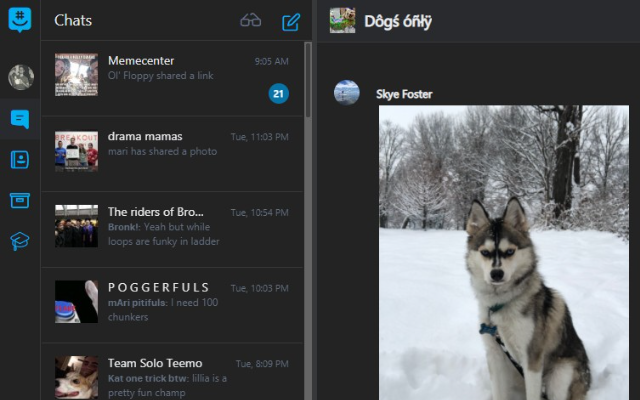 Chats
Dôgś óñłÿ
Memecenter 9:05 AM
Ol' Floppy shared a link
21
drama mamas Tue, 11:03 PM
mari has shared a photo
BREAKOUT
The riders of Bro... Tue, 10:54 PM
Bronk!: Yeah but while
loops are funky in ladder
P O G G E R F U L S Tue, 10:03 PM
mAri pitifuls: I need 100
chunkers
Team Solo Teemo Tue, 8:09 PM
Kat one trick btw: lillia is a
pretty fun champ
Skye Foster